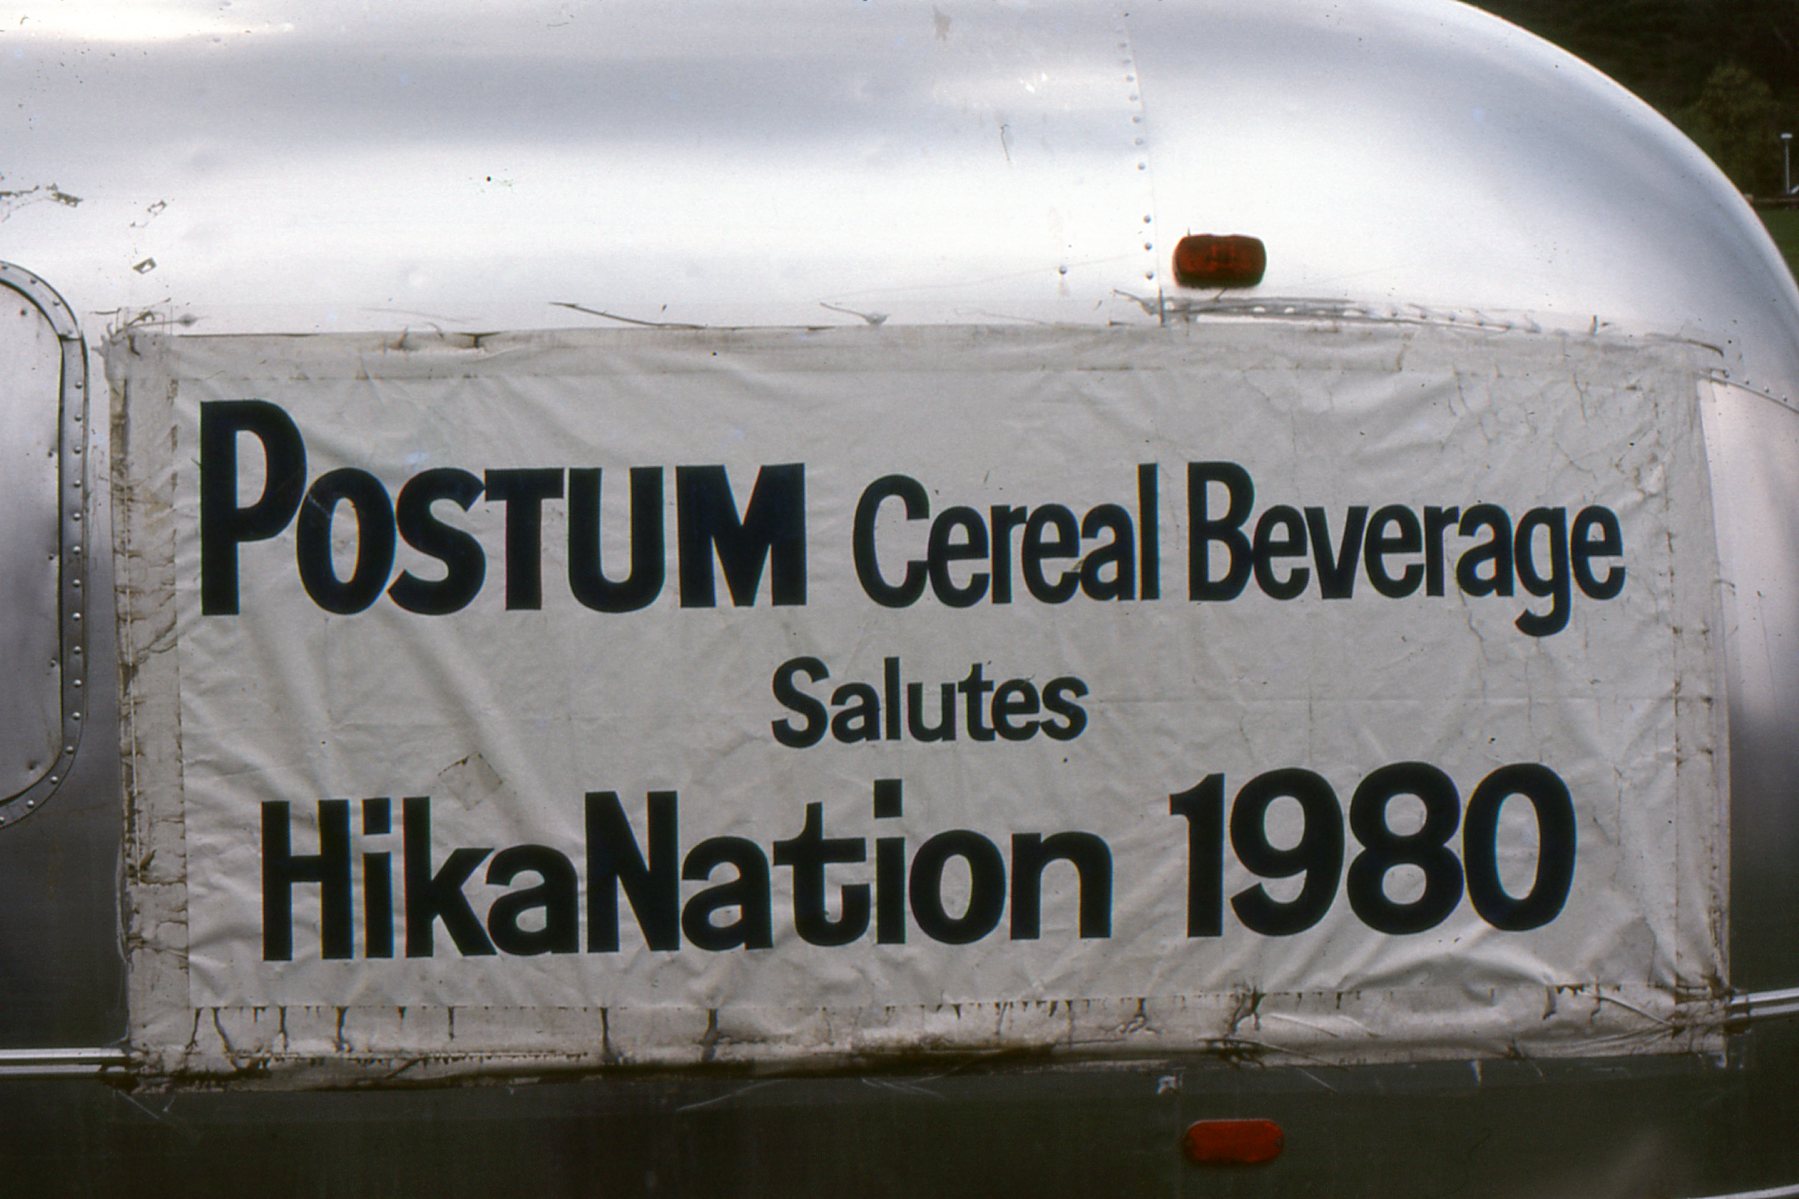 POSTUM Cereal Beverage
Salutes
HikaNation 1980